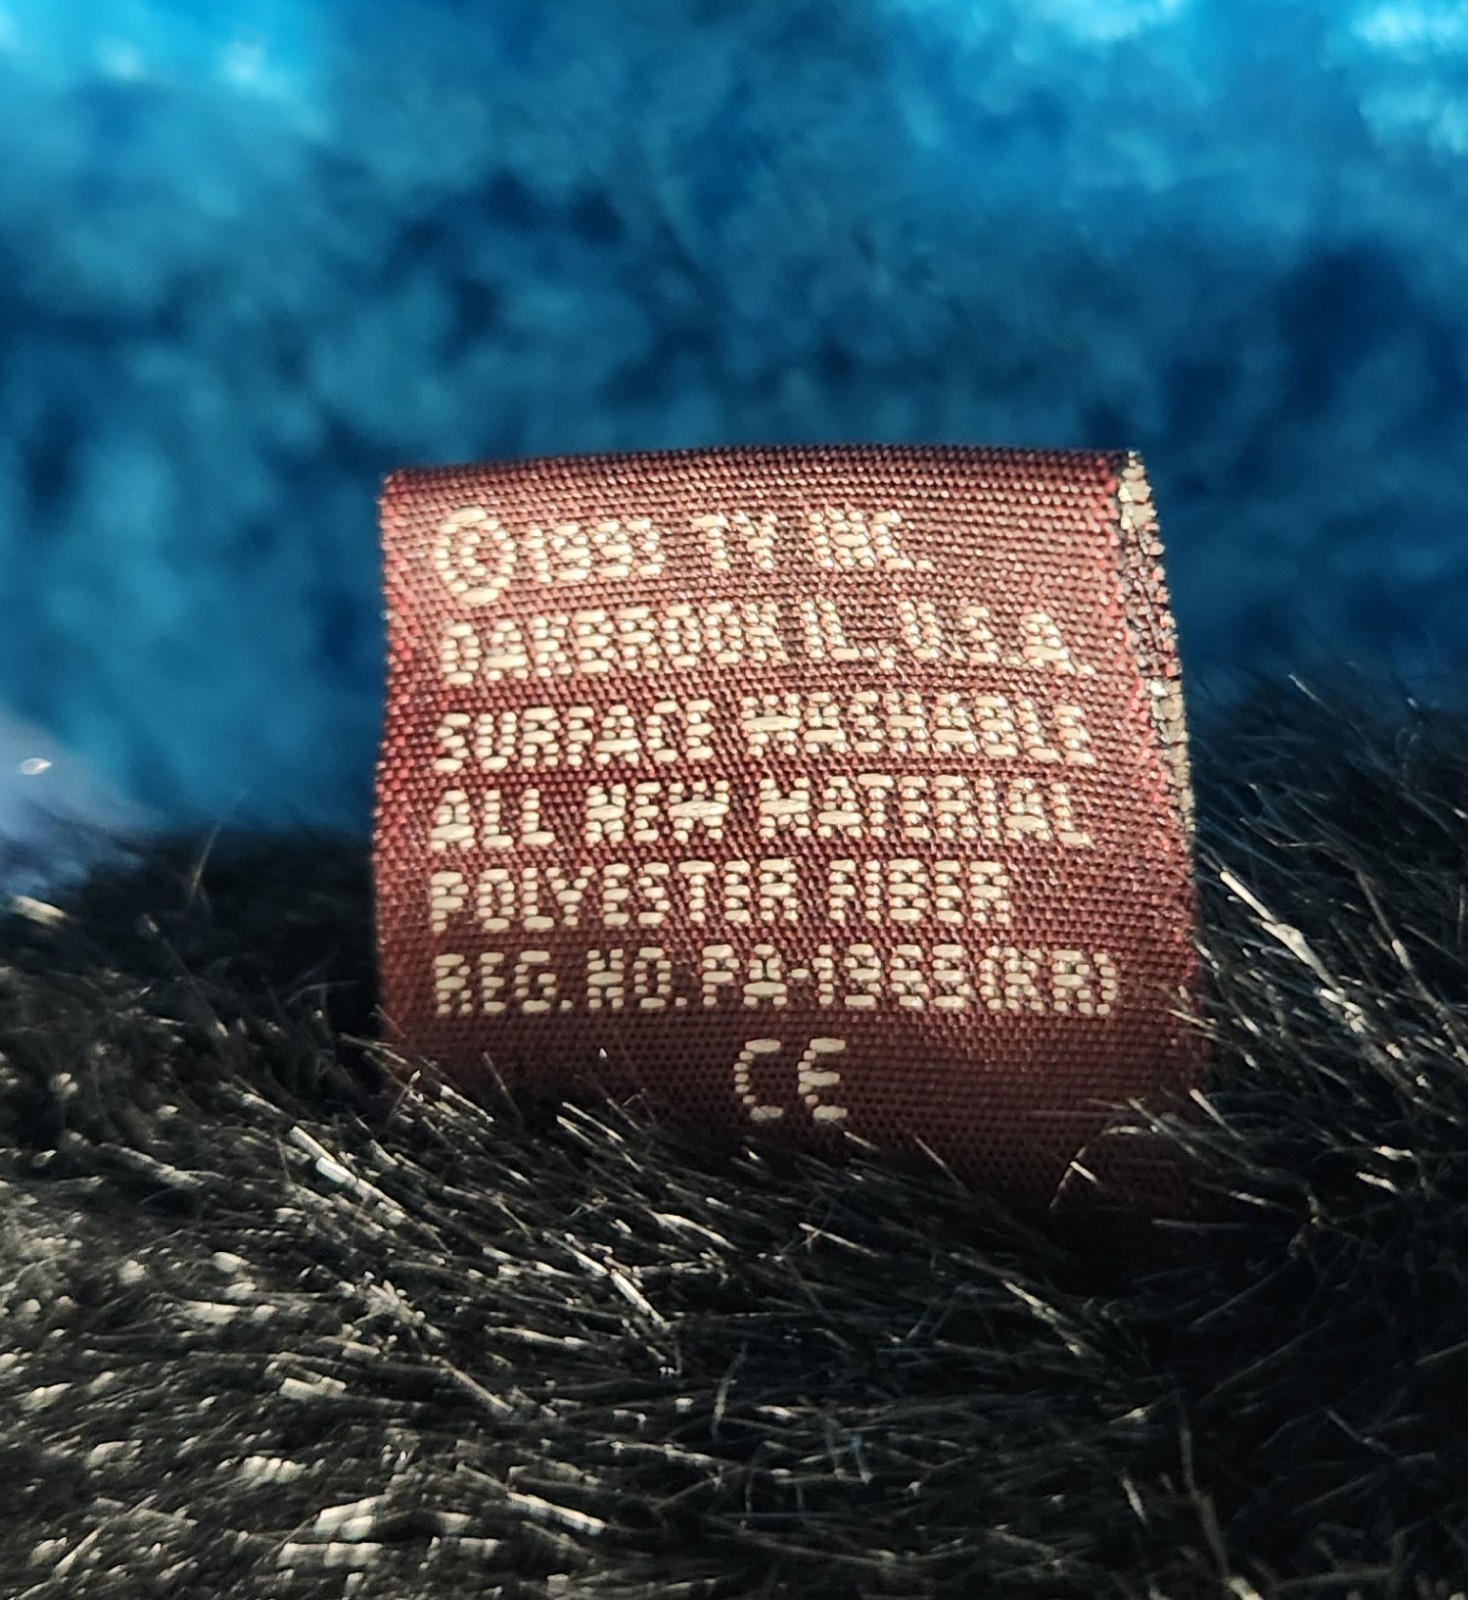 © 1993 TY INC.
OAKBROOK IL., U.S.A.
SURFACE WASHABLE
ALL NEW MATERIAL
POLYESTER FIBER
REG. NO. PA-1965(KR)
CE